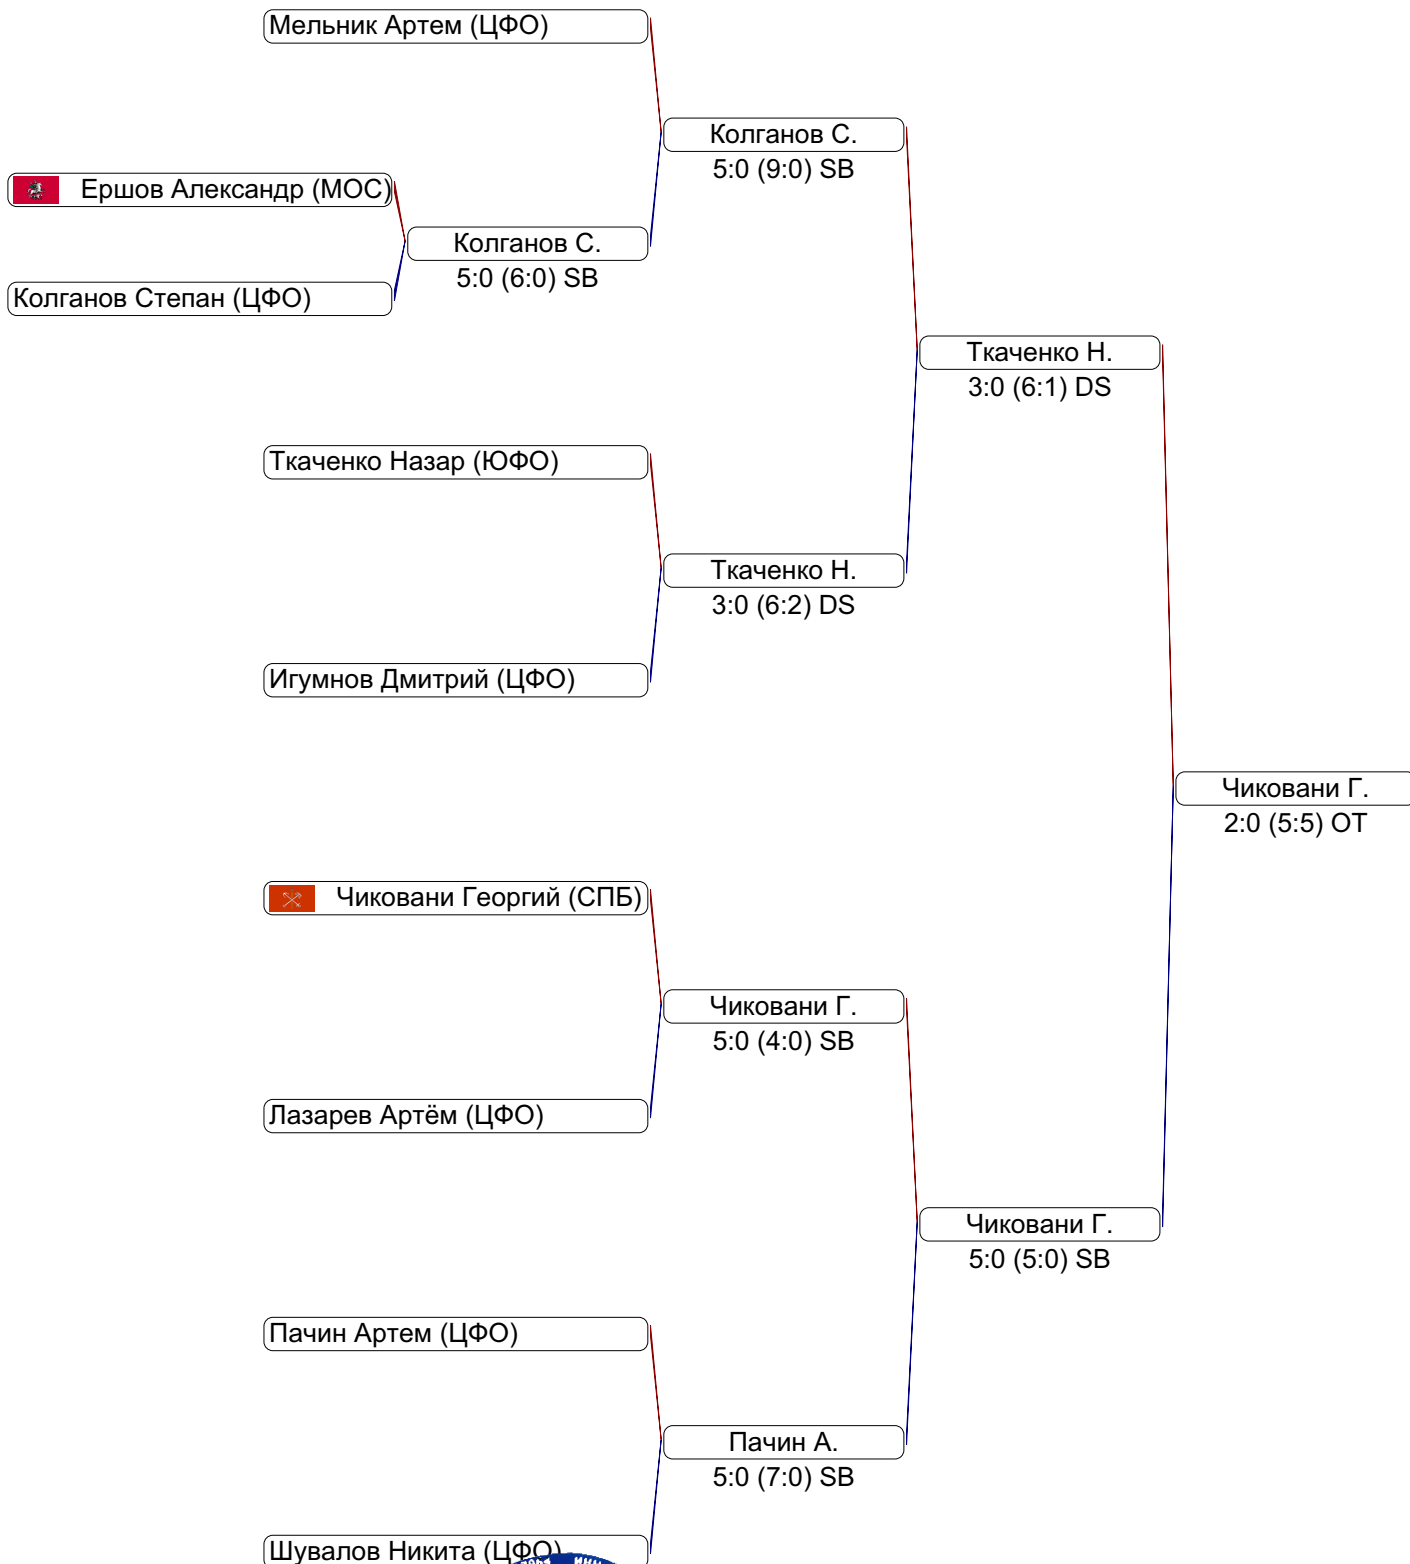 Мельник Артем (ЦФО)
Колганов С.
5:0 (9:0) SB
Ершов Александр (МОС)
Колганов С.
5:0 (6:0) SB
Колганов Степан (ЦФО)
Ткаченко Н.
3:0 (6:1) DS
Ткаченко Назар (ЮФО)
Ткаченко Н.
3:0 (6:2) DS
Игумнов Дмитрий (ЦФО)
Чиковани Г.
2:0 (5:5) OT
Чиковани Георгий (СПБ)
Чиковани Г.
5:0 (4:0) SB
Лазарев Артём (ЦФО)
Чиковани Г.
5:0 (5:0) SB
Пачин Артем (ЦФО)
Пачин А.
5:0 (7:0) SB
Шувалов Никита (ЦФО)